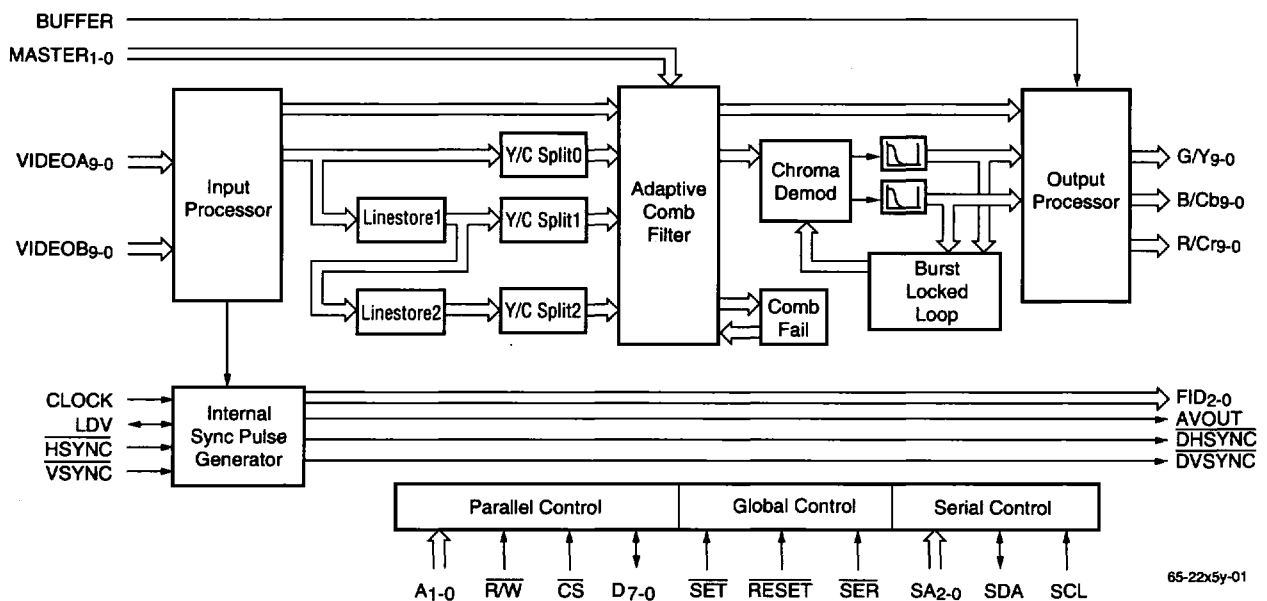 BUFFER
MASTER1-0
VIDEOA9-0
VIDEOB9-0
Input
Processor
Linestore1
Linestore2
Y/C Split0
Y/C Split1
Y/C Split2
Adaptive
Comb
Filter
Comb
Fail
Chroma
Demod
Burst
Locked
Loop
Output
Processor
G/Y9-0
B/Cb9-0
R/Cr9-0
CLOCK
LDV
HSYNC
VSYNC
Internal
Sync Pulse
Generator
FID2-0
AVOUT
DHSYNC
DVSYNC
Parallel Control
Global Control
Serial Control
A1-0
R/W
CS
D7-0
SET
RESET
SER
SA2-0
SDA
SCL
65-22x5y-01